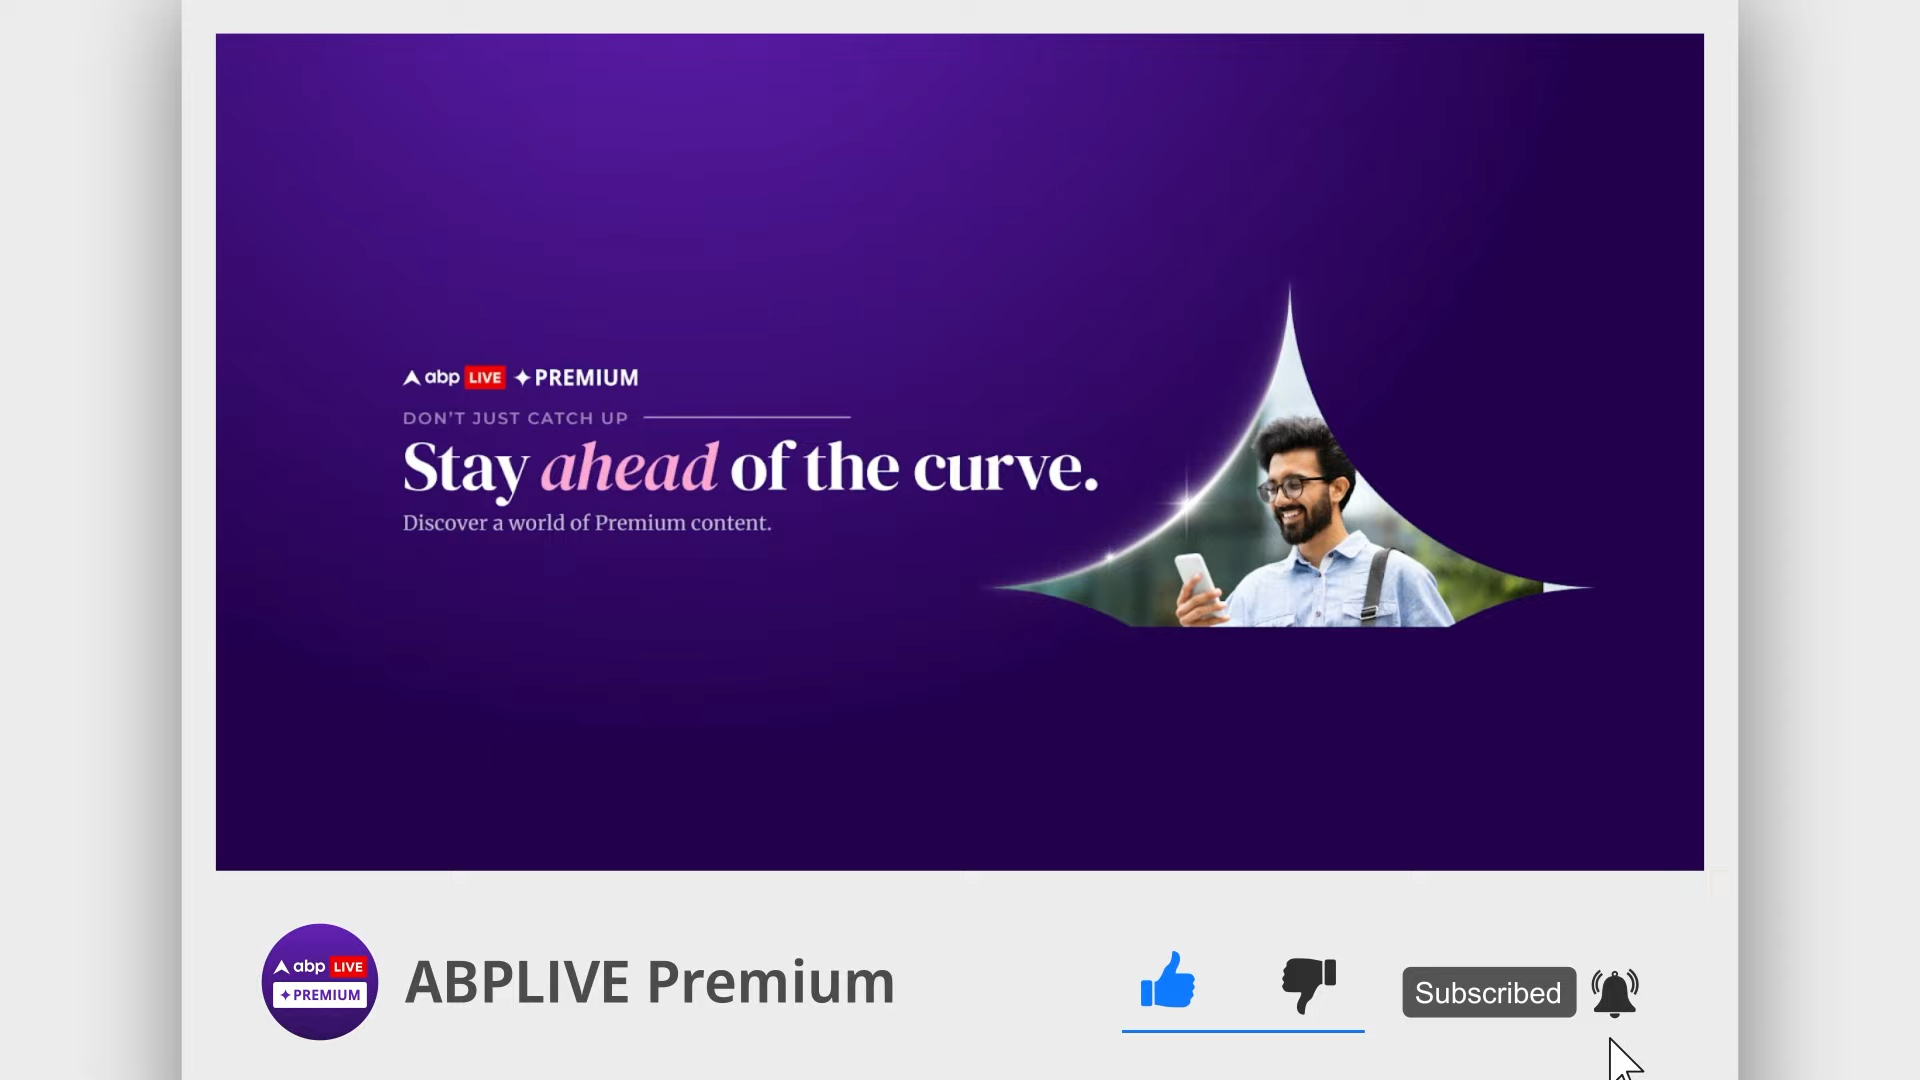 abp LIVE PREMIUM
DON'T JUST CATCH UP
Stay ahead of the curve.
Discover a world of Premium content.
abp LIVE
PREMIUM
ABPLIVE Premium
Subscribed